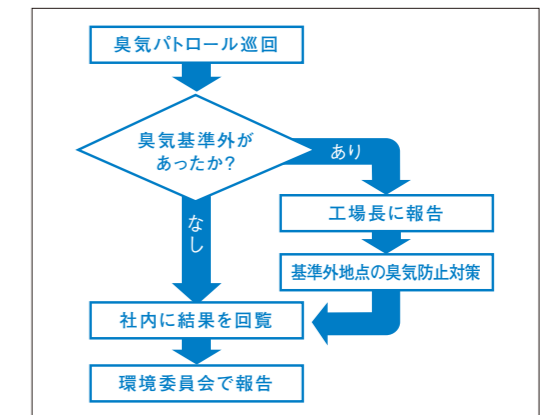 臭気パトロール巡回
臭気基準外が
あったか?
あり
なし
工場長に報告
基準外地点の臭気防止対策
社内に結果を回覧
環境委員会で報告